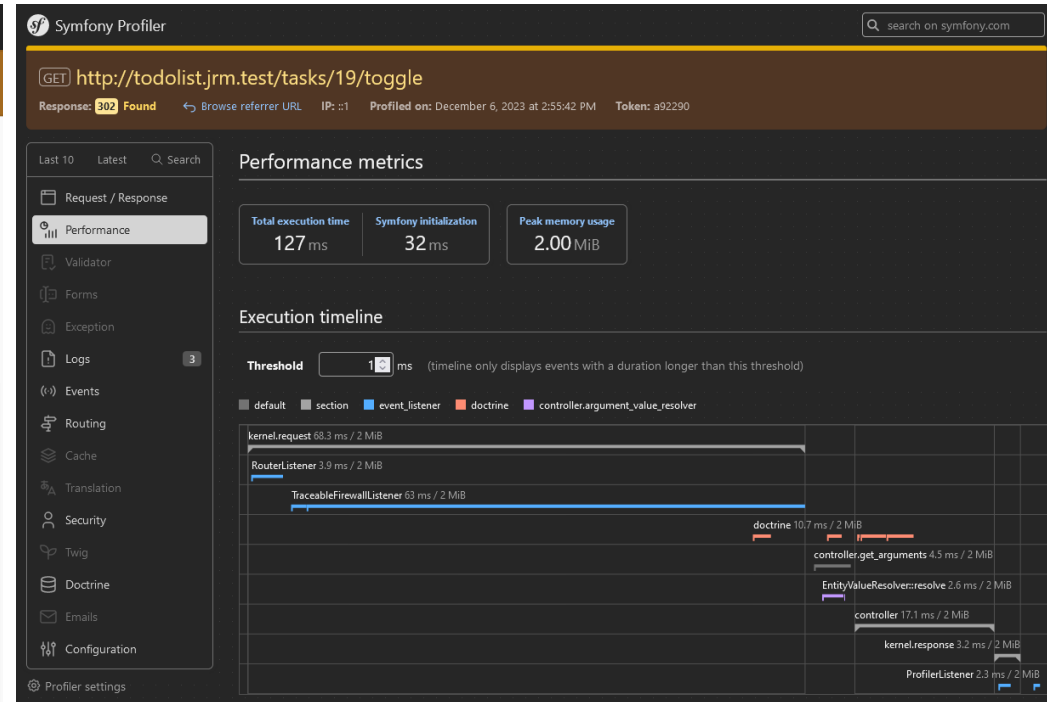 Symfony Profiler
search on symfony.com
GET http://todolist.jrm.test/tasks/19/toggle
Response: 302 Found Browse referrer URL IP: ::1 Profiled on: December 6, 2023 at 2:55:42 PM Token: a92290
Last 10 Latest Search
Request / Response
Performance
Validator
Forms
Exception
Logs 3
Events
Routing
Cache
Translation
Security
Twig
Doctrine
Emails
Configuration
Profiler settings
Performance metrics
Total execution time
127 ms
Symfony initialization
32 ms
Peak memory usage
2.00 MiB
Execution timeline
Threshold 1 ms (timeline only displays events with a duration longer than this threshold)
default section event_listener doctrine controller.argument_value_resolver
kernel.request 68.3 ms / 2 MiB
RouterListener 3.9 ms / 2 MiB
TraceableFirewallListener 63 ms / 2 MiB
doctrine 10.7 ms / 2 MiB
controller.get_arguments 4.5 ms / 2 MiB
EntityValueResolver::resolve 2.6 ms / 2 MiB
controller 17.1 ms / 2 MiB
kernel.response 3.2 ms / 2 MiB
ProfilerListener 2.3 ms / 2 MiB